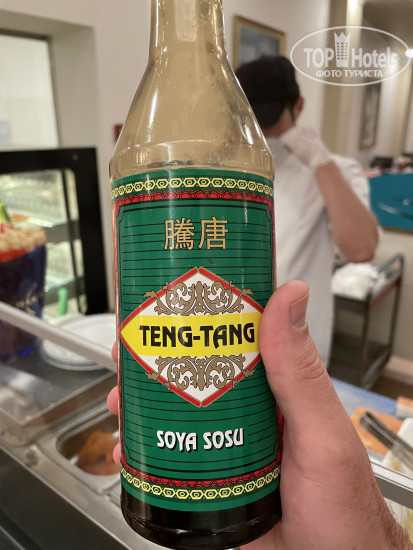 TOP Hotels
ФОТО ТУРИСТА
騰唐
TENG-TANG
SOYA SOSU